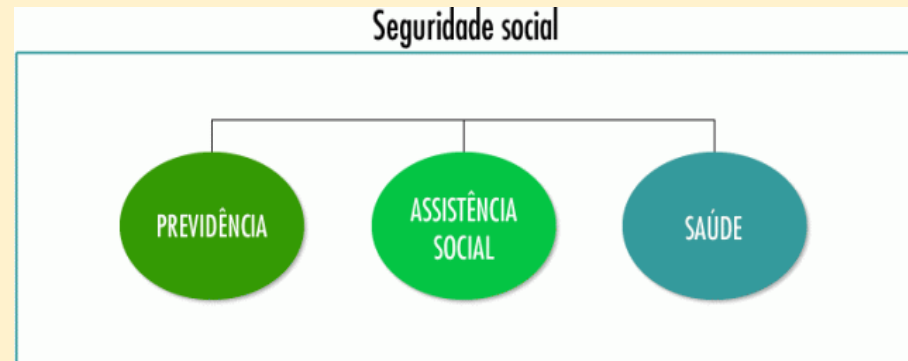 Seguridade social
PREVIDÊNCIA
ASSISTÊNCIA
SOCIAL
SAÚDE